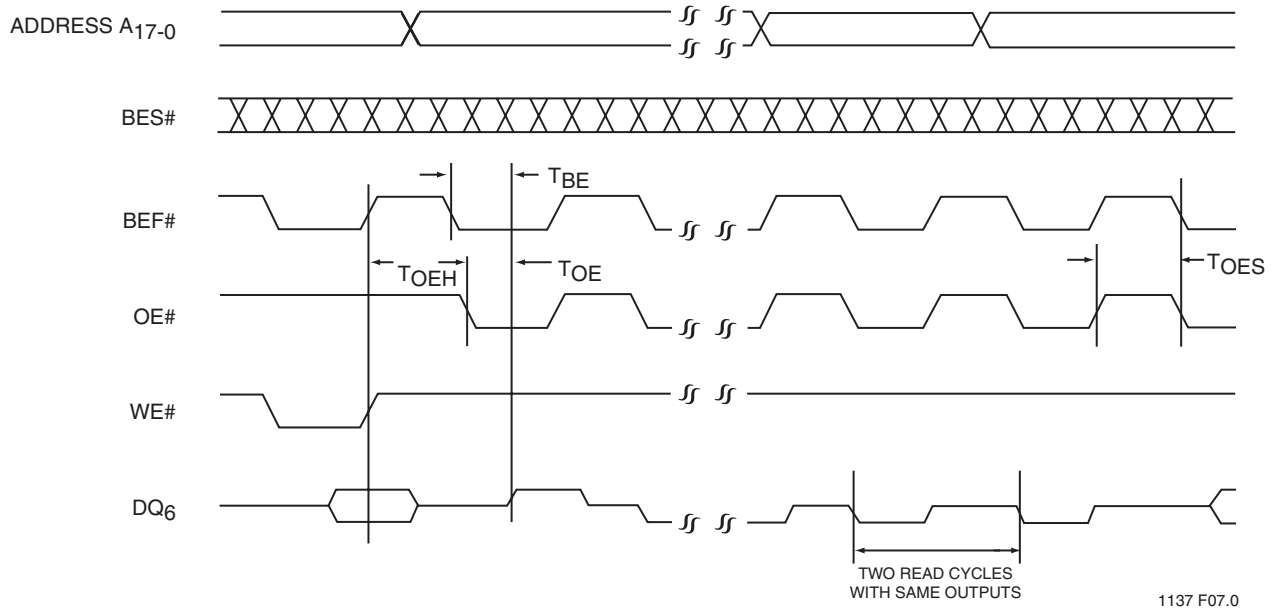 ADDRESS A17-0
BES#
TBE
BEF#
TOEH
TOE
TOES
OE#
WE#
DQ6
TWO READ CYCLES
WITH SAME OUTPUTS
1137 F07.0